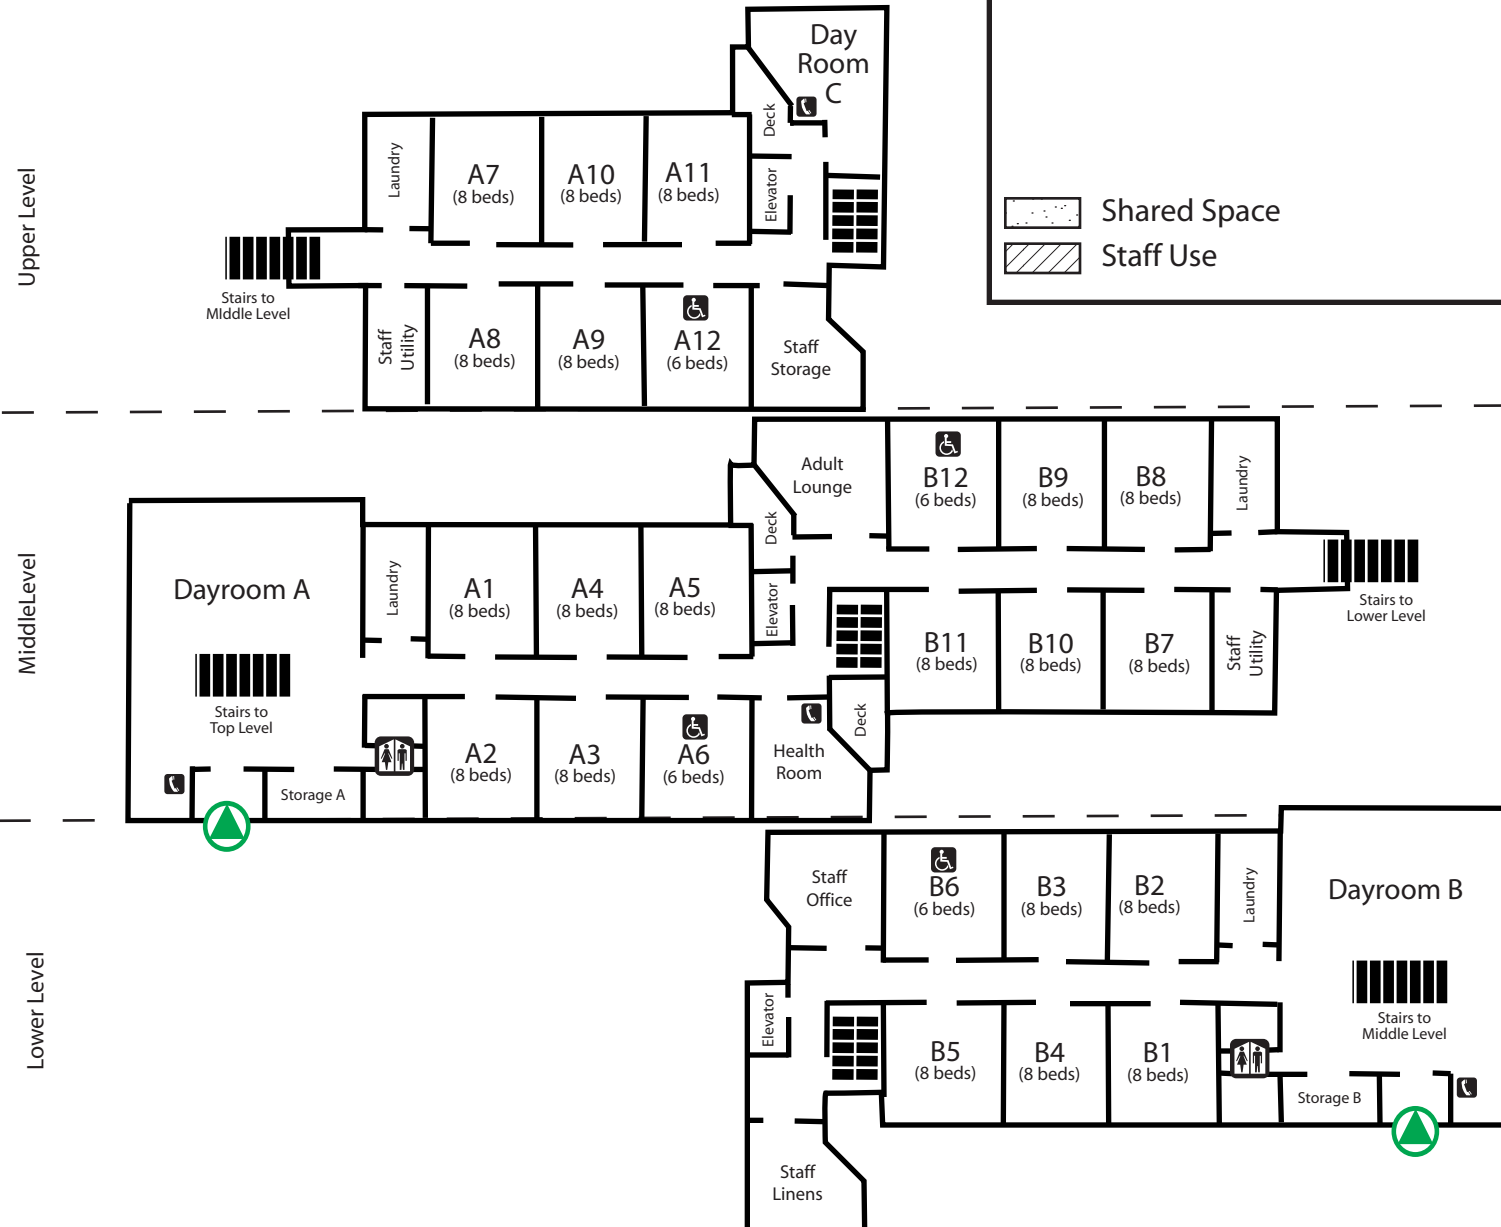 Upper Level
Day
Room
C
Deck
Laundry
A7
(8 beds)
A10
(8 beds)
A11
(8 beds)
Elevator
Stairs to
MIddle Level
Staff
Utility
A8
(8 beds)
A9
(8 beds)
A12
(6 beds)
Staff
Storage
Shared Space
Staff Use
MiddleLevel
Dayroom A
Stairs to
Top Level
Storage A
Laundry
A1
(8 beds)
A4
(8 beds)
A5
(8 beds)
Deck
Elevator
Adult
Lounge
B12
(6 beds)
B9
(8 beds)
B8
(8 beds)
Laundry
Stairs to
Lower Level
A2
(8 beds)
A3
(8 beds)
A6
(6 beds)
Health
Room
Deck
B11
(8 beds)
B10
(8 beds)
B7
(8 beds)
Staff
Utility
Lower Level
Staff
Office
B6
(6 beds)
B3
(8 beds)
B2
(8 beds)
Laundry
Dayroom B
Stairs to
Middle Level
Elevator
B5
(8 beds)
B4
(8 beds)
B1
(8 beds)
Storage B
Staff
Linens